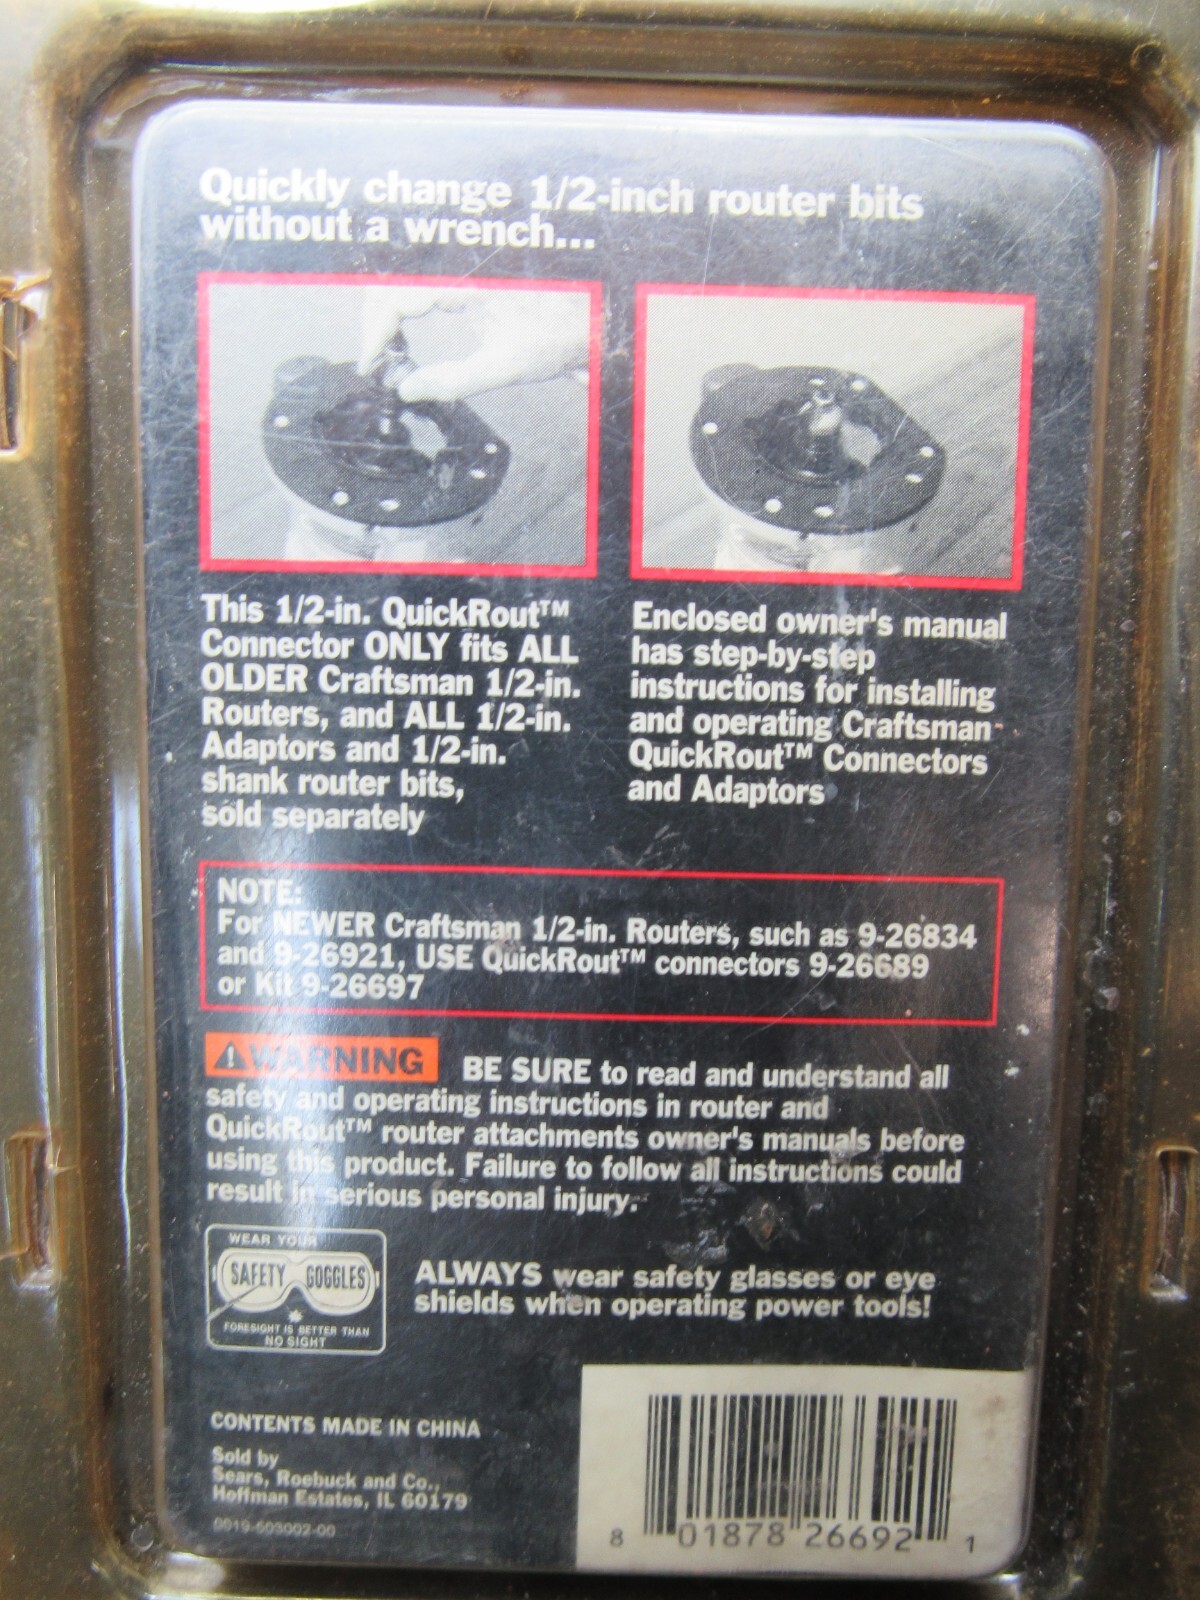 Quickly change 1/2-inch router bits
without a wrench...
This 1/2-in. QuickRout™
Connector ONLY fits ALL
OLDER Craftsman 1/2-in.
Routers, and ALL 1/2-in.
Adaptors and 1/2-in.
shank router bits,
sold separately
Enclosed owner's manual
has step-by-step
instructions for installing
and operating Craftsman
QuickRout™ Connectors
and Adaptors
NOTE:
For NEWER Craftsman 1/2-in. Routers, such as 9-26834
and 9-26921, USE QuickRout™ connectors 9-26689
or Kit 9-26697
WARNING BE SURE to read and understand all
safety and operating instructions in router and
QuickRout™ router attachments owner's manuals before
using this product. Failure to follow all instructions could
result in serious personal injury.
WEAR YOUR
SAFETY GOGGLES
FORESIGHT IS BETTER THAN
NO SIGHT
ALWAYS wear safety glasses or eye
shields when operating power tools!
CONTENTS MADE IN CHINA
Sold by
Sears, Roebuck and Co.,
Hoffman Estates, IL 60179
0019-603002-00
8 01878 26692 1